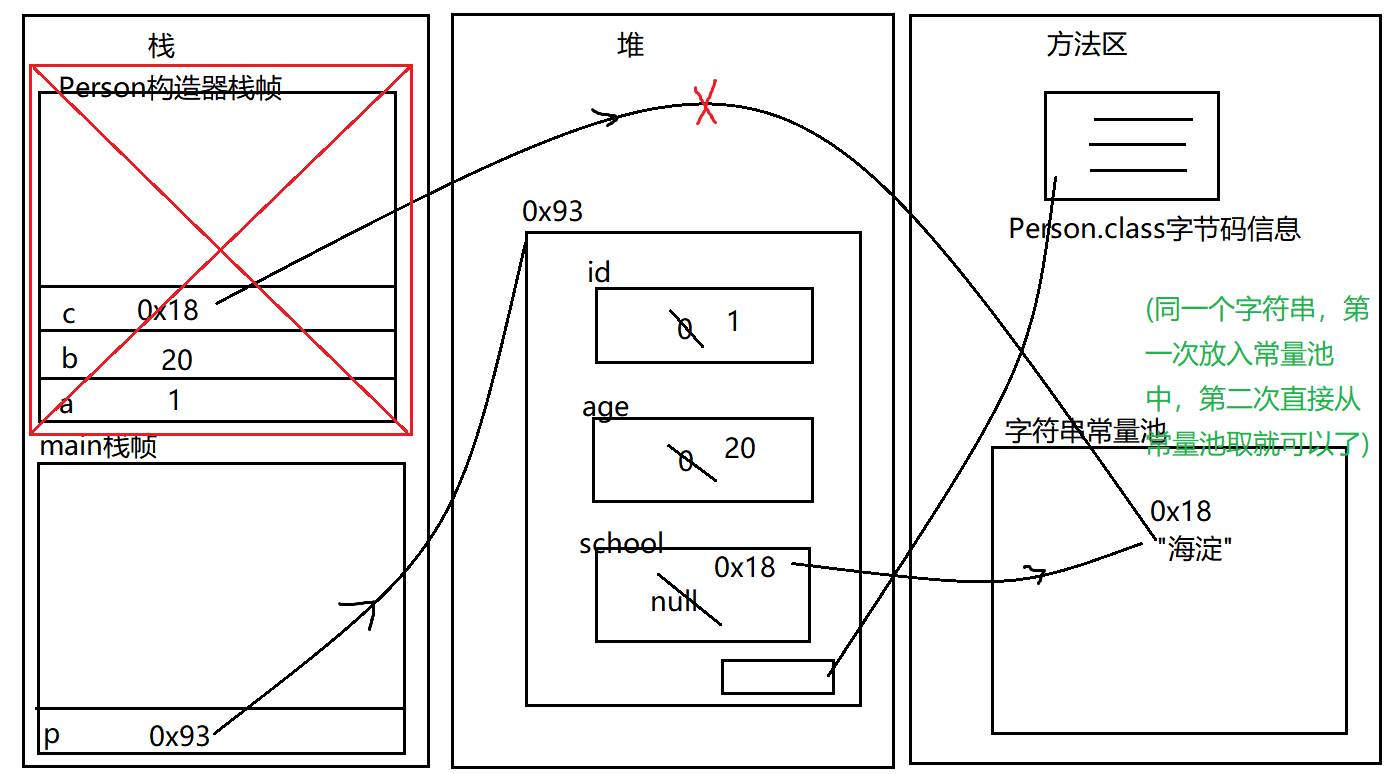 栈
Person构造器栈帧
c 0x18
b 20
a 1
main栈帧
p 0x93
堆
0x93
id
0 1
age
0 20
school
0x18
null
方法区
Person.class字节码信息
(同一个字符串，第
一次放入常量池
中，第二次直接从
常量池取就可以了)
字符串常量池
0x18
"海淀"